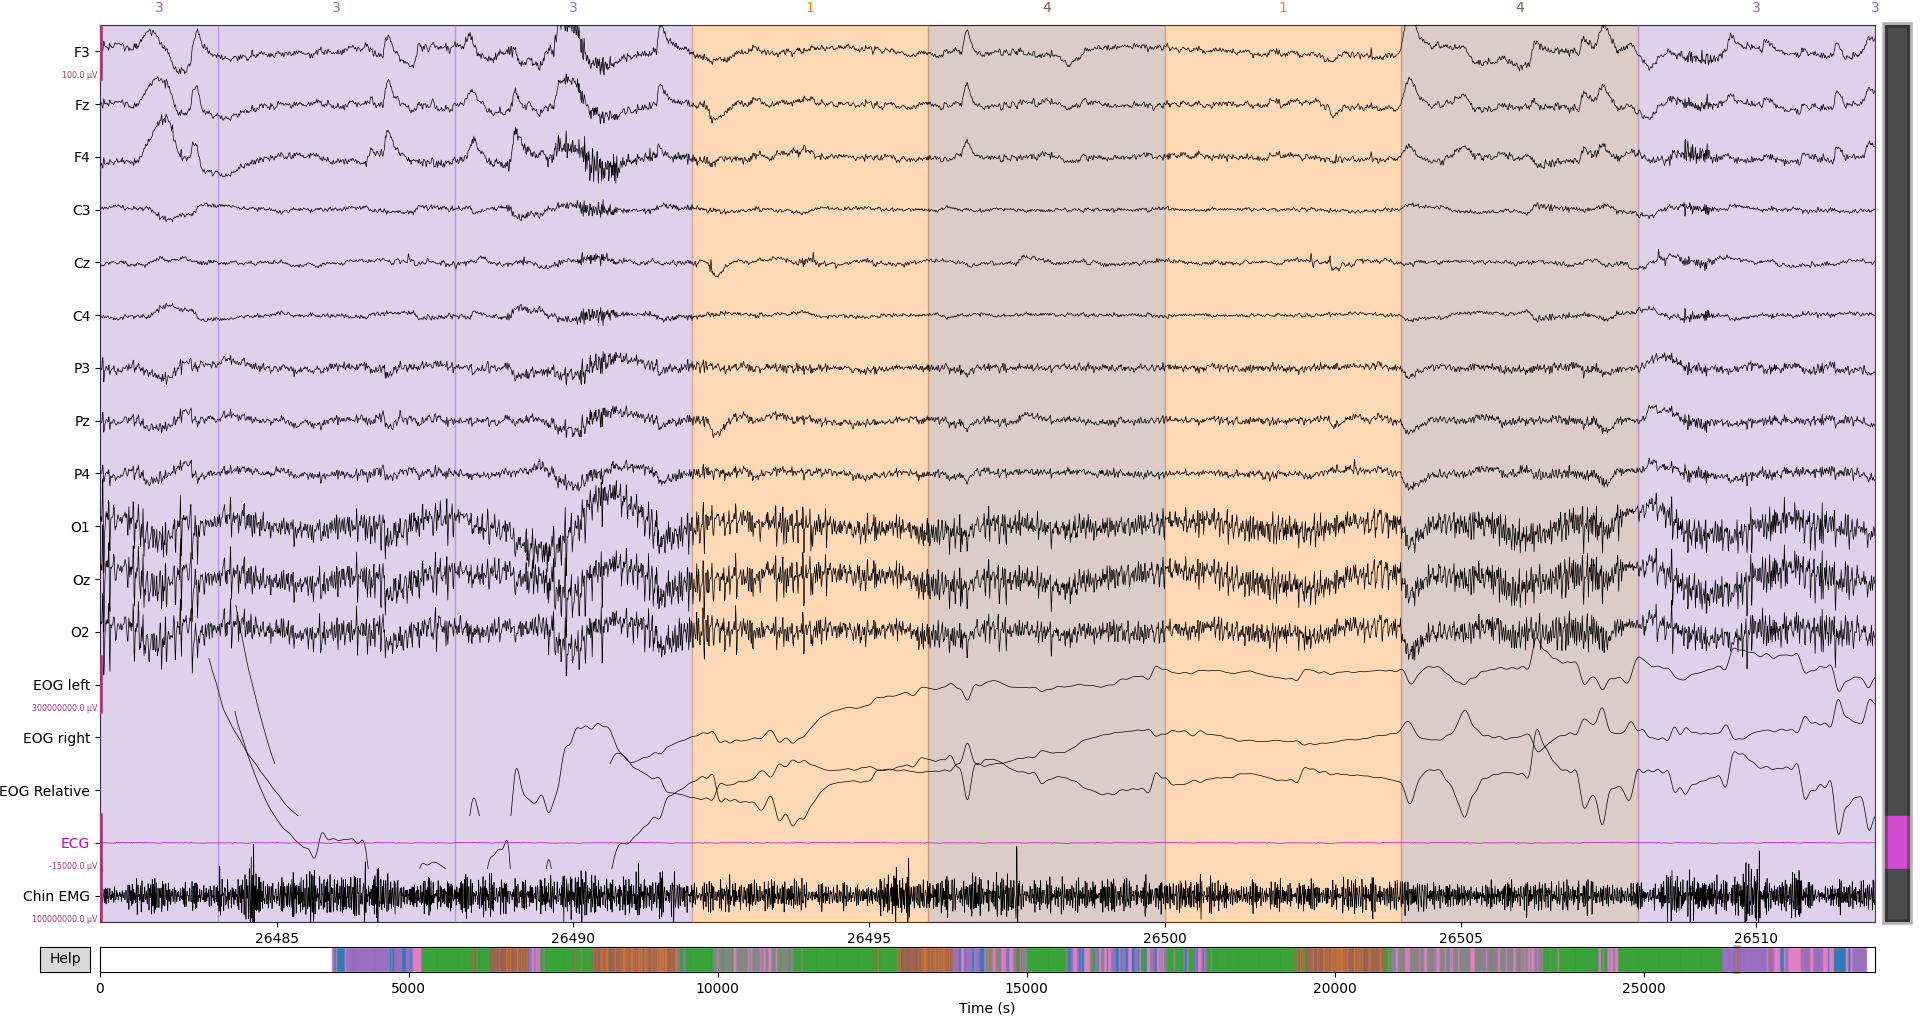 3 3 3 1 4 1 4 3 3
F3
100.0 µV
Fz
F4
C3
Cz
C4
P3
Pz
P4
O1
Oz
O2
EOG left
300000000.0 µV
EOG right
EOG Relative
ECG
-15000.0 µV
Chin EMG
100000000.0 µV
26485 26490 26495 26500 26505 26510
Help
0 5000 10000 15000 20000 25000
Time (s)